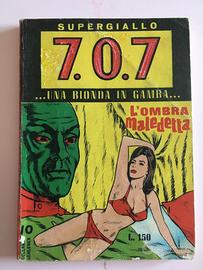 SUPERGIALLO
7.0.7
...UNA BIONDA IN GAMBA...
L'OMBRA
maledetta
L. 150